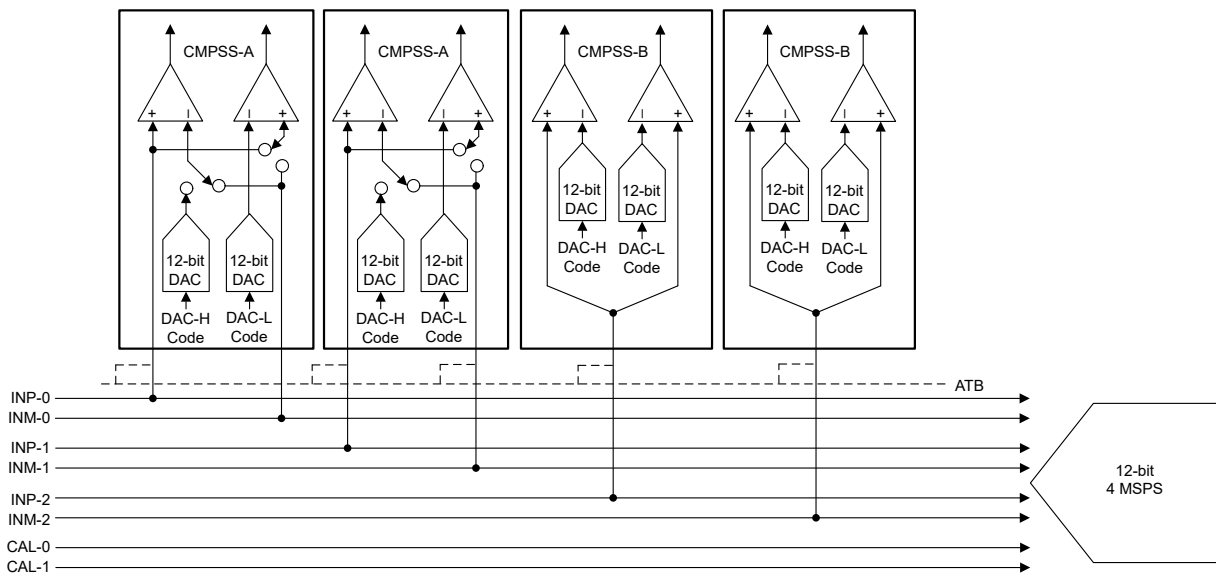 CMPSS-A
CMPSS-A
CMPSS-B
CMPSS-B
+ – – +
+ – – +
+ – – +
+ – – +
12-bit
DAC
12-bit
DAC
DAC-H
Code
DAC-L
Code
12-bit
DAC
12-bit
DAC
DAC-H
Code
DAC-L
Code
12-bit
DAC
12-bit
DAC
DAC-H
Code
DAC-L
Code
12-bit
DAC
12-bit
DAC
DAC-H
Code
DAC-L
Code
ATB
INP-0
INM-0
INP-1
INM-1
INP-2
INM-2
CAL-0
CAL-1
12-bit
4 MSPS